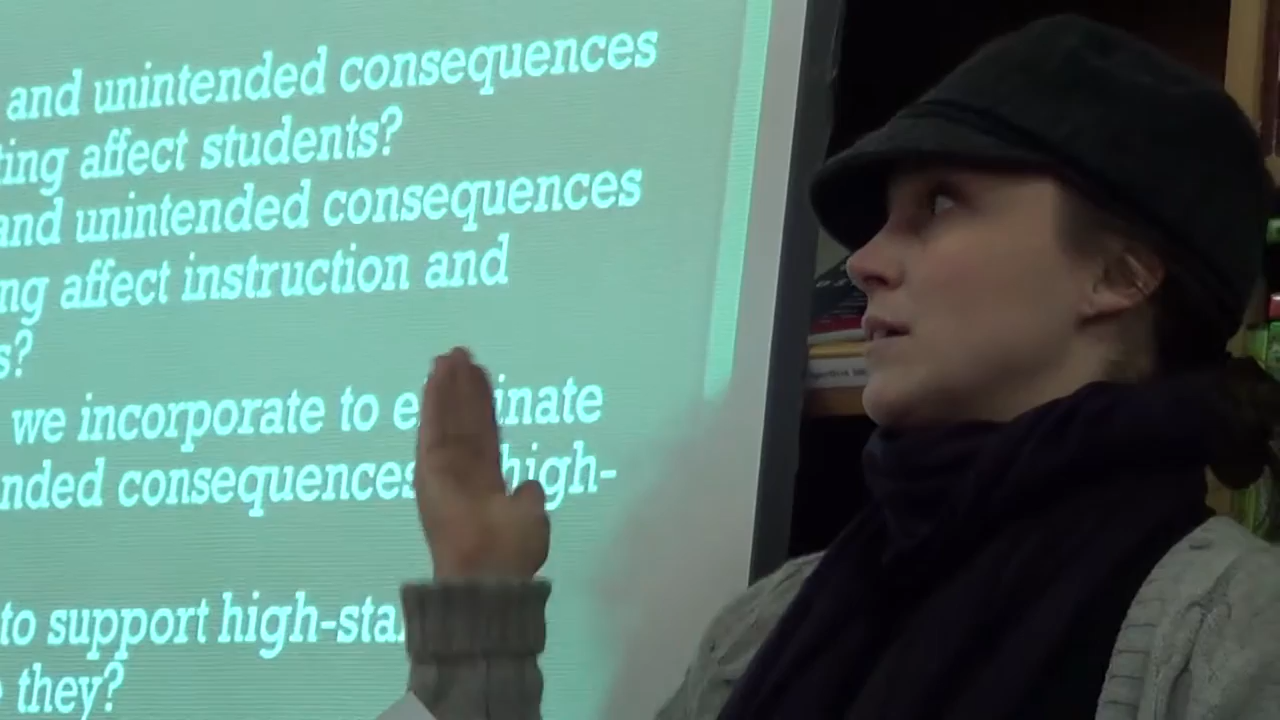 and unintended consequences
ting affect students?
and unintended consequences
ng affect instruction and
s?
we incorporate to e inate
nded consequences high-
to support high-sta
they?